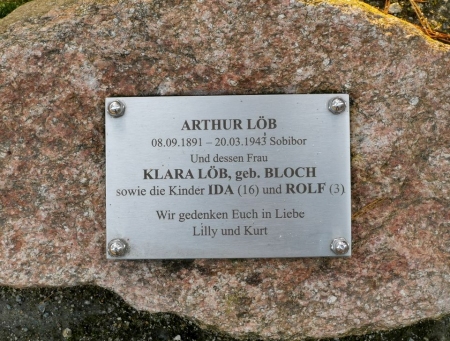 ARTHUR LÖB
08.09.1891 – 20.03.1943 Sobibor
Und dessen Frau
KLARA LÖB, geb. BLOCH
sowie die Kinder IDA (16) und ROLF (3)
Wir gedenken Euch in Liebe
Lilly und Kurt